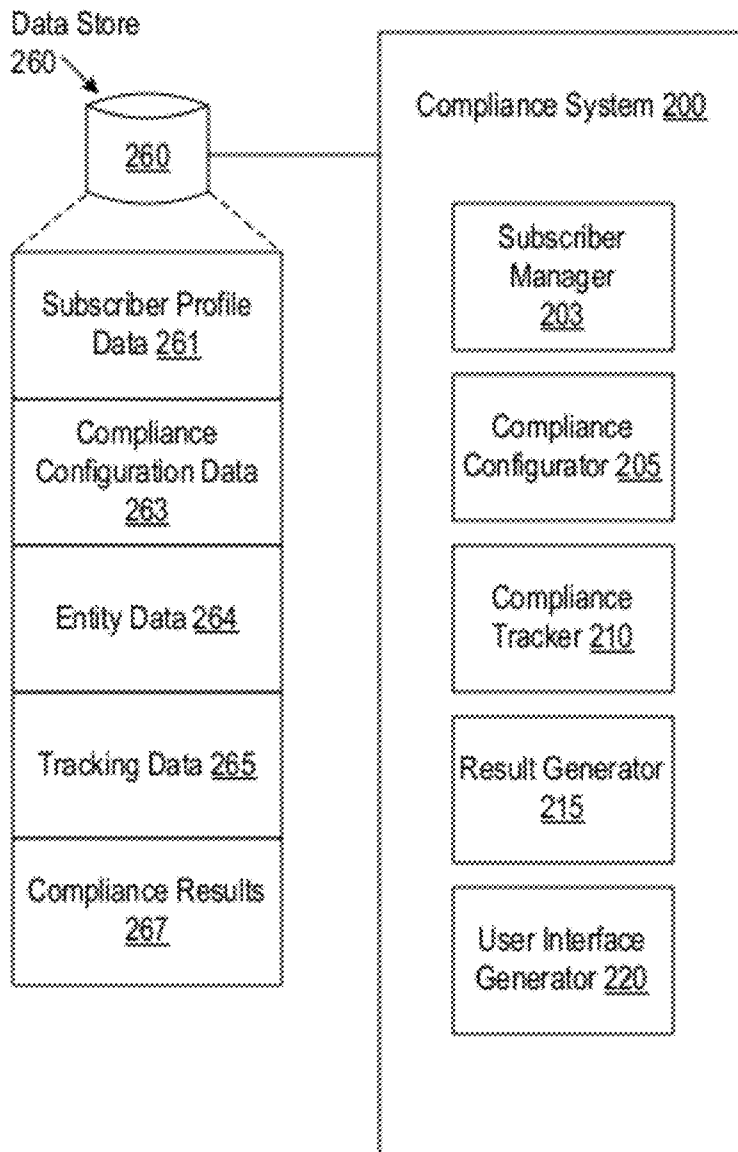 Data Store
260
260
Subscriber Profile
Data 261
Compliance
Configuration Data
263
Entity Data 264
Tracking Data 265
Compliance Results
267
Compliance System 200
Subscriber
Manager
203
Compliance
Configurator 205
Compliance
Tracker 210
Result Generator
215
User Interface
Generator 220